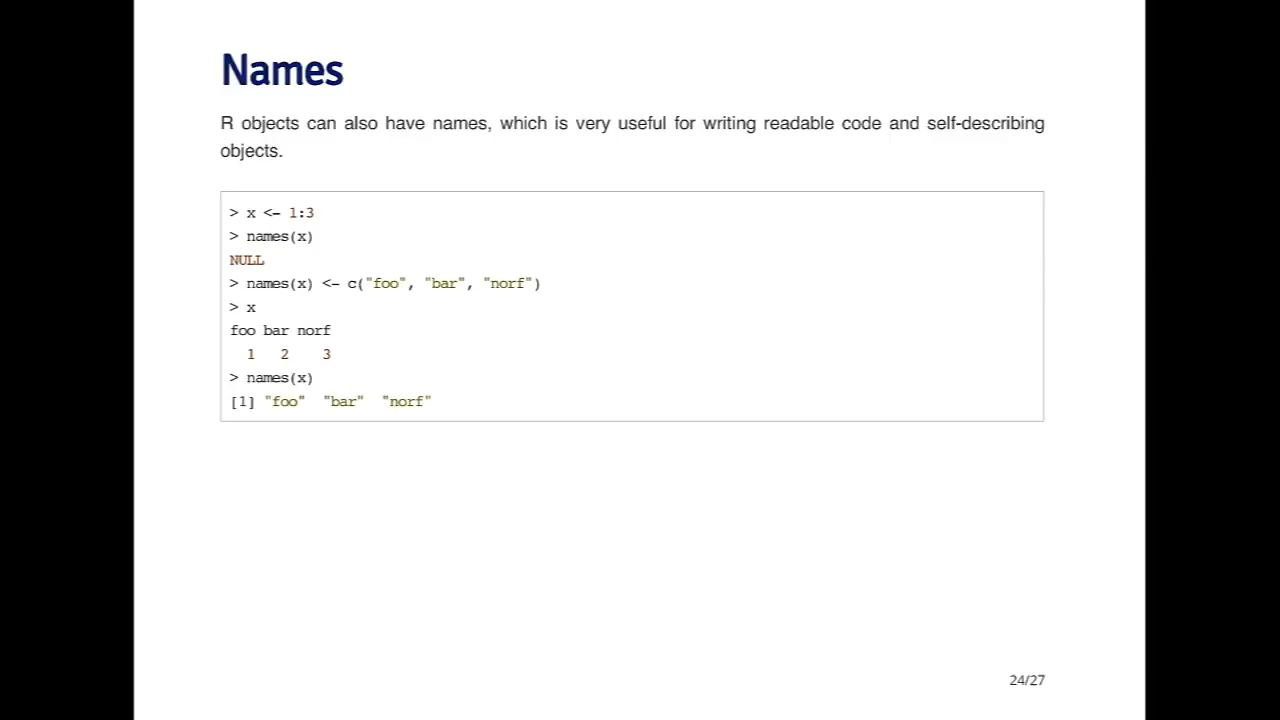 Names
R objects can also have names, which is very useful for writing readable code and self-describing
objects.
> x <- 1:3
> names(x)
NULL
> names(x) <- c("foo", "bar", "norf")
> x
foo bar norf
  1   2    3
> names(x)
[1] "foo"  "bar"  "norf"
24/27